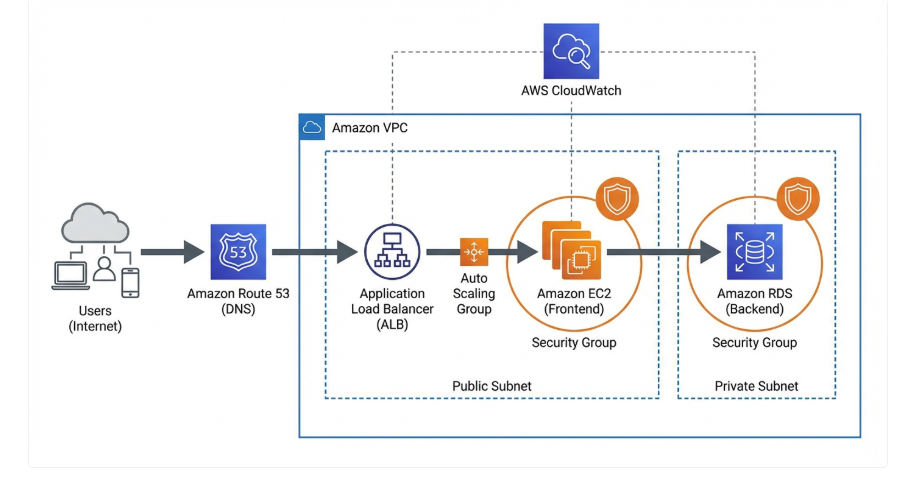 AWS CloudWatch
Amazon VPC
Users
(Internet)
53
Amazon Route 53
(DNS)
Application
Load Balancer
(ALB)
Auto
Scaling
Group
Amazon EC2
(Frontend)
Security Group
Public Subnet
Amazon RDS
(Backend)
Security Group
Private Subnet